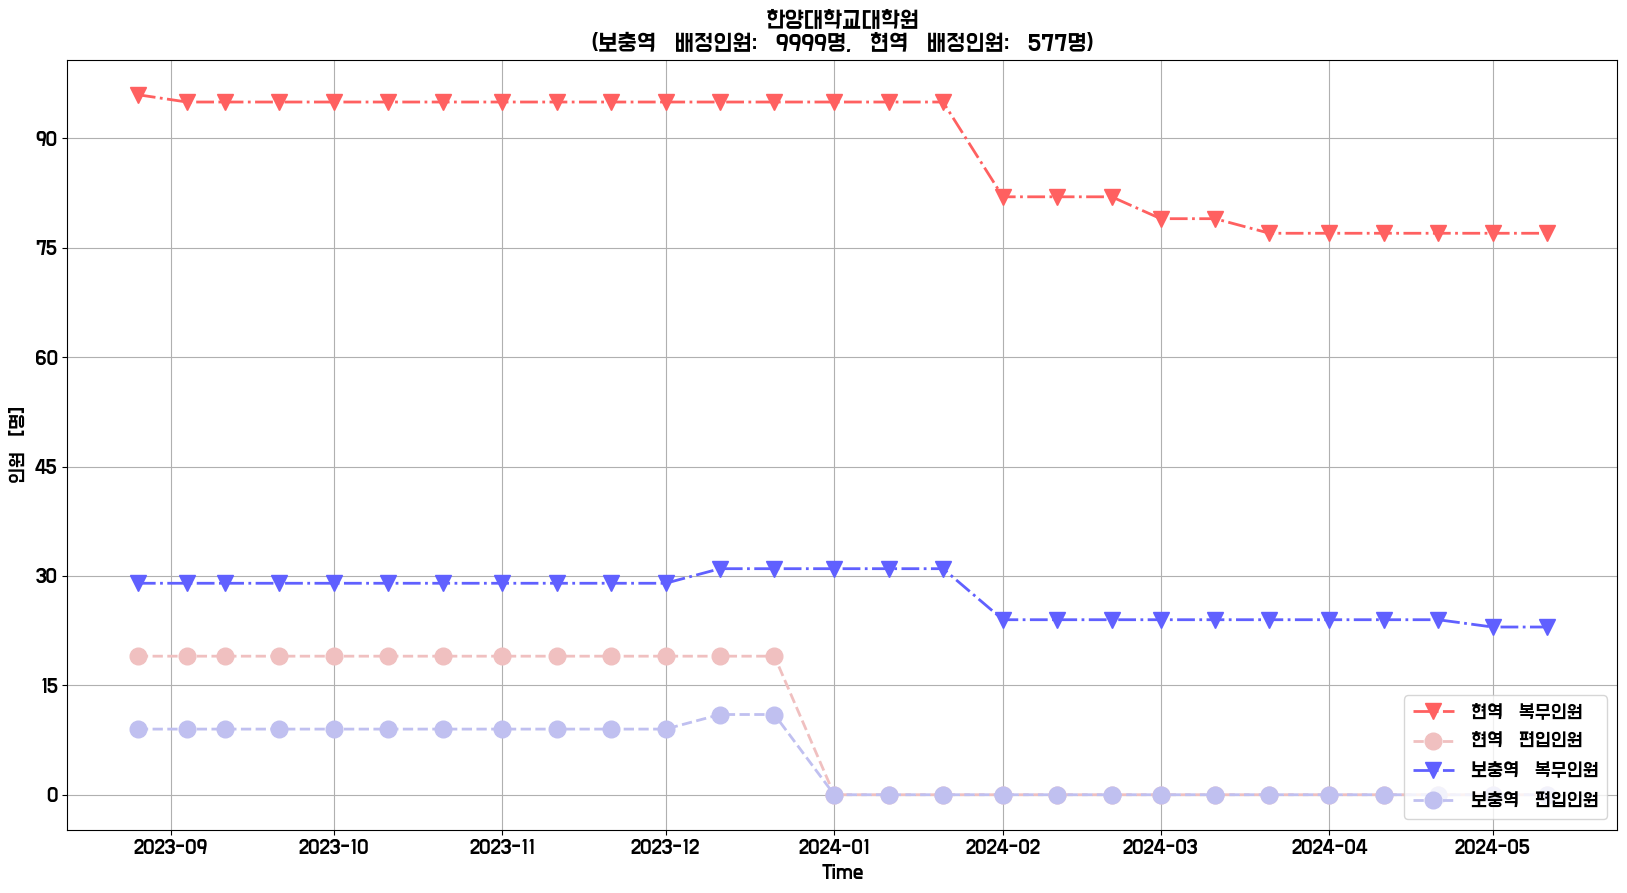 한양대학교대학원
(보충역 배정인원: 9999명, 현역 배정인원: 577명)
인원 [명]
90
75
60
45
30
15
0
현역 복무인원
현역 편입인원
보충역 복무인원
보충역 편입인원
2023-09 2023-10 2023-11 2023-12 2024-01 2024-02 2024-03 2024-04 2024-05
Time